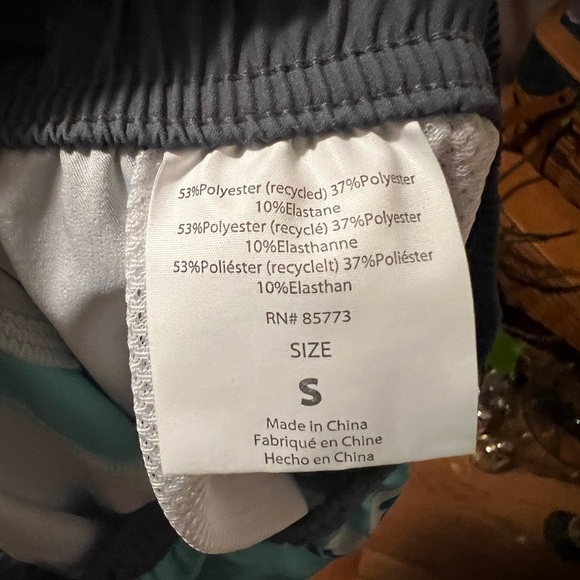 53%Polyester (recycled) 37%Polyester
10%Elastane
53%Polyester (recyclé) 37%Polyester
10%Elasthanne
53%Poliéster (recyclelt) 37%Poliéster
10%Elasthan
RN# 85773
SIZE
S
Made in China
Fabriqué en Chine
Hecho en China